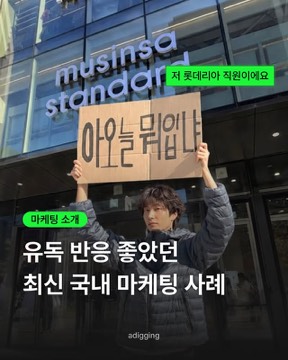 musinsa
standard
저 롯데리아 직원이에요
아오늘 뭐입냐
마케팅 소개
유독 반응 좋았던
최신 국내 마케팅 사례
adigging